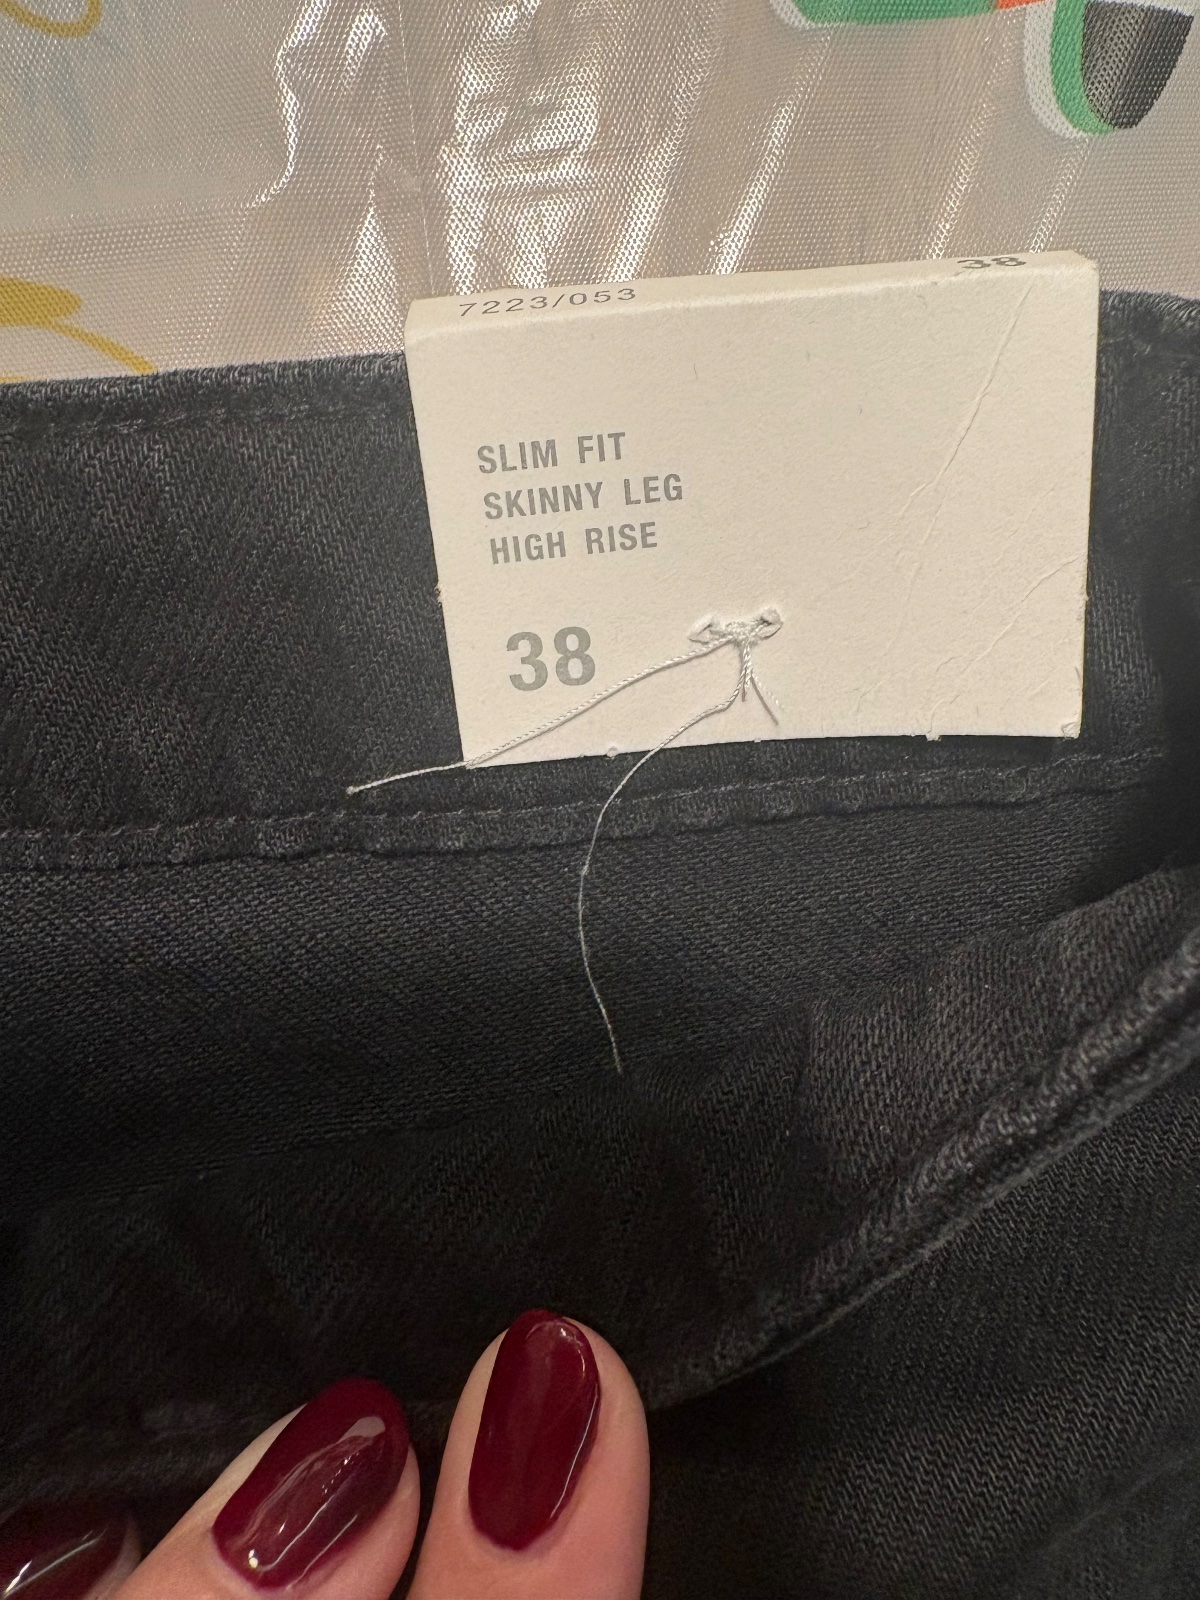 7223/053 38
SLIM FIT
SKINNY LEG
HIGH RISE
38